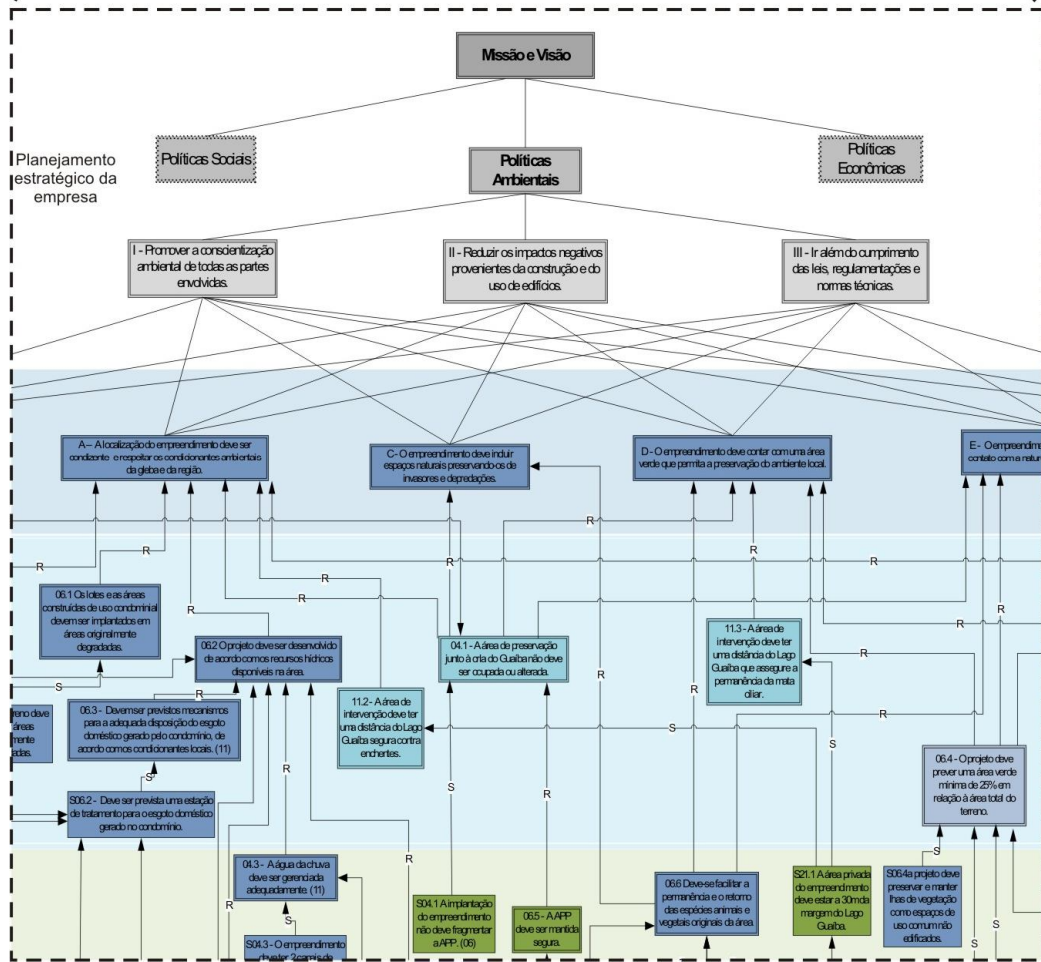 Missão e Visão
Políticas Sociais
Políticas
Ambientais
Políticas
Econômicas
Planejamento
estratégico da
empresa
I - Promover a conscientização
ambiental de todas as partes
envolvidas.
II - Reduzir os impactos negativos
provenientes da construção e do
uso de edifícios.
III - Ir além do cumprimento
das leis, regulamentações e
normas técnicas.
A – A localização do empreendimento deve ser
condizente e respeitar os condicionantes ambientais
da gleba e da região.
C - O empreendimento deve incluir
espaços naturais preservando-os de
invasores e depredações.
D - O empreendimento deve contar com uma área
verde que permita a preservação do ambiente local.
E - O empreendim
contato com a natur
R
R
R
R
R
R
R
R
R
R
R
R
R
06.1 Os lotes e as áreas
construídas de uso condominial
devem ser implantados em
áreas originalmente
degradadas.
06.2 O projeto deve ser desenvolvido
de acordo com os recursos hídricos
disponíveis na área.
04.1 - A área de preservação
junto à orla do Guaíba não deve
ser ocupada ou alterada.
11.3 - A área de
intervenção deve ter
uma distância do Lago
Guaíba que assegure a
permanência da mata
ciliar.
S
R
11.2 - A área de
intervenção deve ter
uma distância do Lago
Guaíba segura contra
enchentes.
reno deve
áreas
mente
adas.
06.3 - Devem ser previstos mecanismos
para a adequada disposição do esgoto
doméstico gerado pelo condomínio, de
acordo com os condicionantes locais. (11)
R
R
S
S
06.4 - O projeto deve
prever uma área verde
mínima de 25% em
relação à área total do
terreno.
S
R
S
R
S06.2 - Deve ser prevista uma estação
de tratamento para o esgoto doméstico
gerado no condomínio.
04.3 - A água da chuva
deve ser gerenciada
adequadamente. (11)
R
R
S
S04.1 A implantação
do empreendimento
não deve fragmentar
a APP. (06)
06.5 - A APP
deve ser mantida
segura.
06.6 Deve-se facilitar a
permanência e o retorno
das espécies animais e
vegetais originais da área.
S21.1 A área privada
do empreendimento
deve estar a 30m da
margem do Lago
Guaíba.
S06.4a projeto deve
preservar e manter
ilhas de vegetação
como espaços de
uso comum não
edificados.
S
S
S
S04.3 - O empreendimento
deve ter 2 canais de